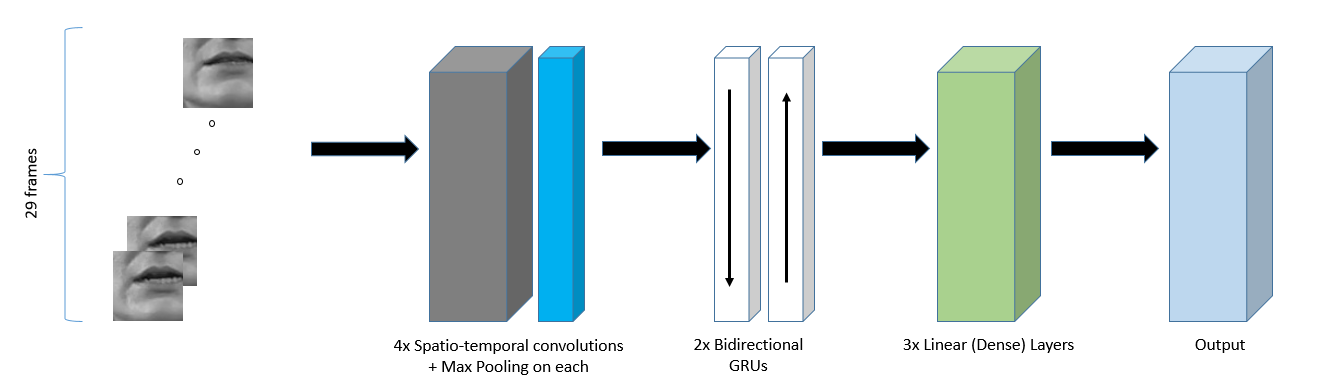 29 frames
4x Spatio-temporal convolutions
+ Max Pooling on each
2x Bidirectional
GRUs
3x Linear (Dense) Layers
Output